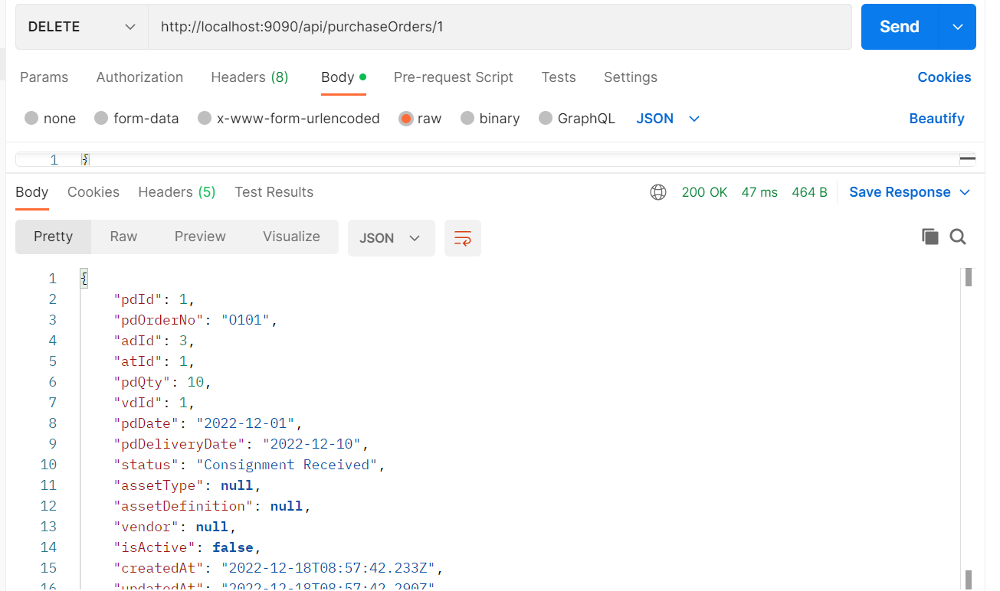 DELETE http://localhost:9090/api/purchaseOrders/1 Send
Params Authorization Headers (8) Body Pre-request Script Tests Settings Cookies
none form-data x-www-form-urlencoded raw binary GraphQL JSON Beautify
1 {
Body Cookies Headers (5) Test Results 200 OK 47 ms 464 B Save Response
Pretty Raw Preview Visualize JSON
1 {
2 "pdId": 1,
3 "pdOrderNo": "O101",
4 "adId": 3,
5 "atId": 1,
6 "pdQty": 10,
7 "vdId": 1,
8 "pdDate": "2022-12-01",
9 "pdDeliveryDate": "2022-12-10",
10 "status": "Consignment Received",
11 "assetType": null,
12 "assetDefinition": null,
13 "vendor": null,
14 "isActive": false,
15 "createdAt": "2022-12-18T08:57:42.233Z",
16 "updatedAt": "2022-12-18T08:57:42.290Z"